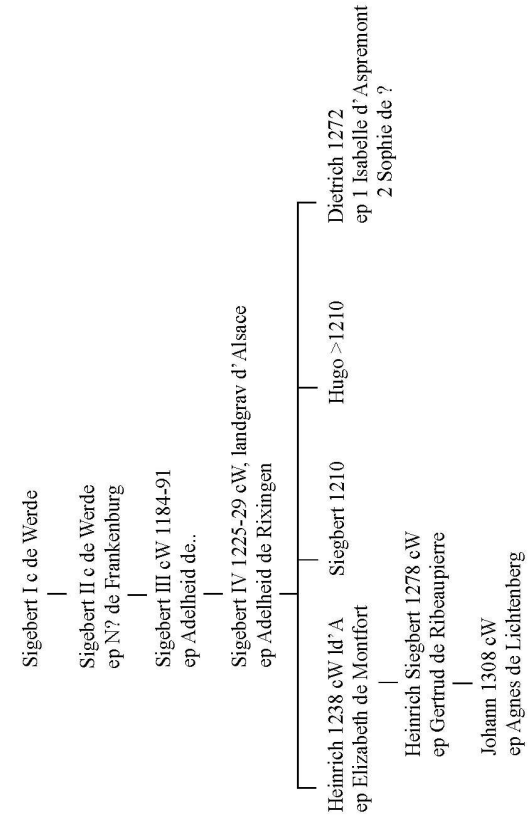 Sigebert I c de Werde
Sigebert II c de Werde
ep N? de Frankenburg
Sigebert III cW 1184-91
ep Adelheid de..
Sigebert IV 1225-29 cW, landgrav d'Alsace
ep Adelheid de Rixingen
Heinrich 1238 cW ld'A
ep Elizabeth de Montfort
Siegbert 1210
Hugo >1210
Dietrich 1272
ep 1 Isabelle d'Aspremont
2 Sophie de ?
Heinrich Siegbert 1278 cW
ep Gertrud de Ribeaupierre
Johann 1308 cW
ep Agnes de Lichtenberg